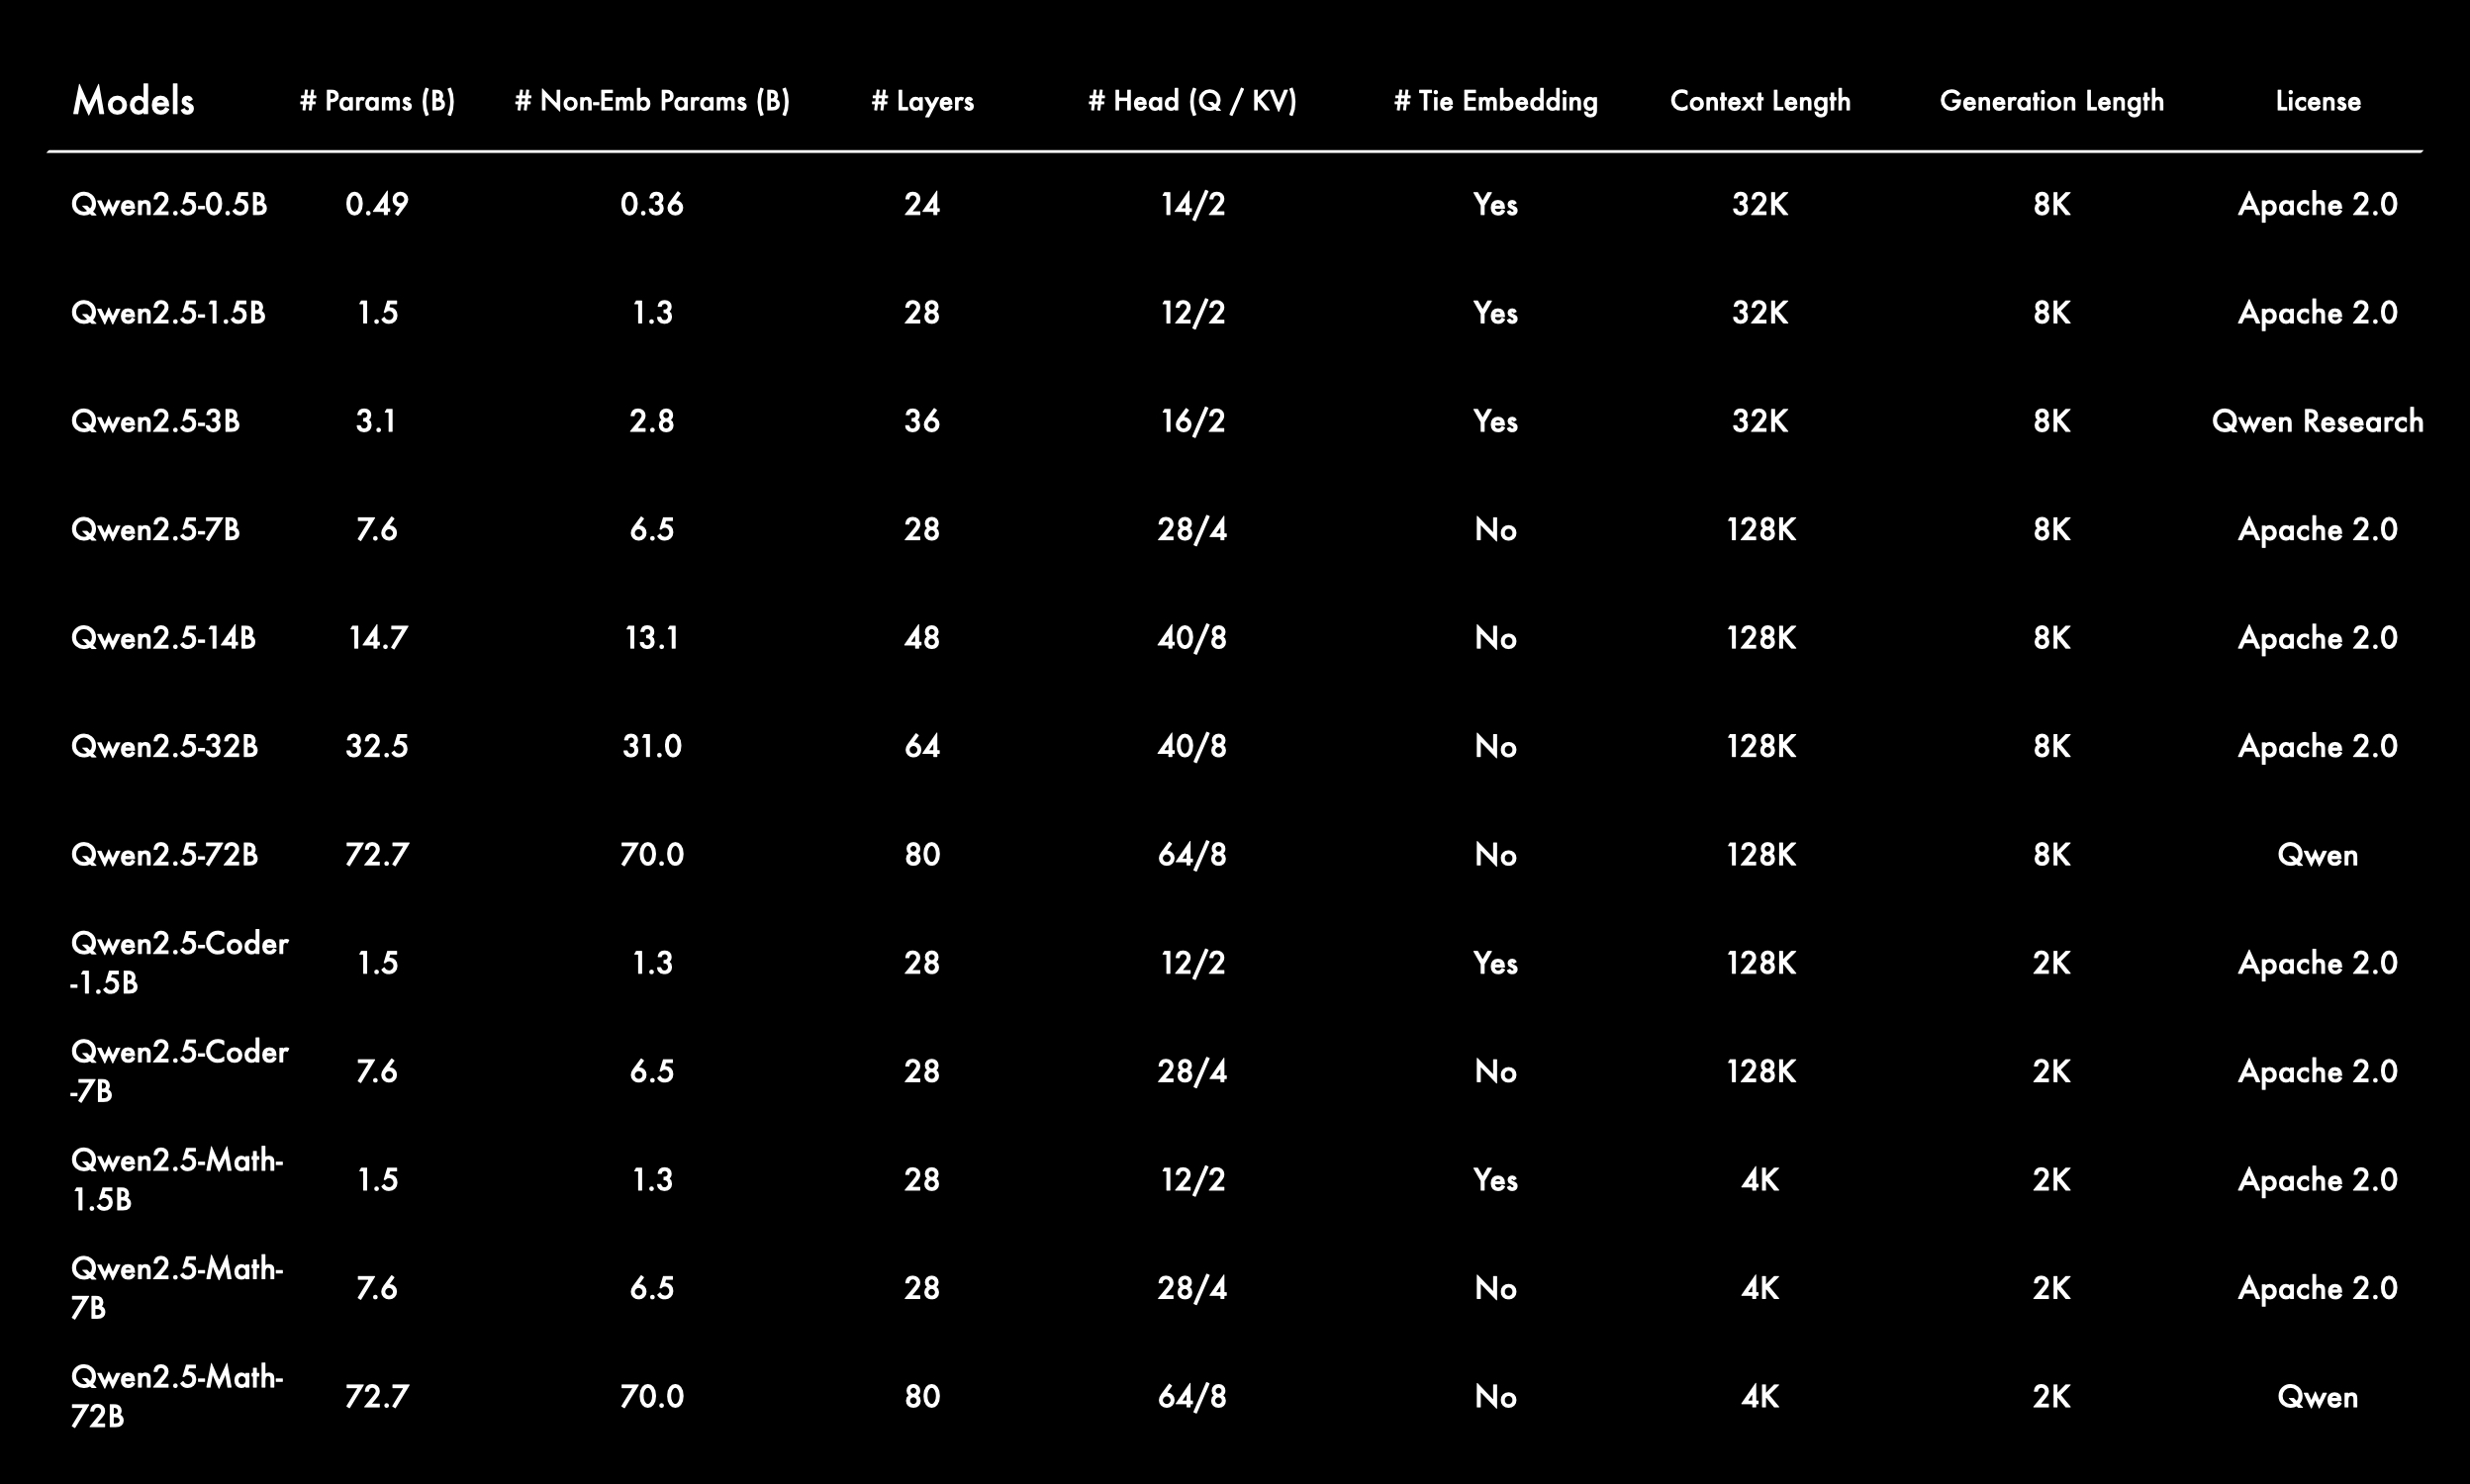 Models # Params (B) # Non-Emb Params (B) # Layers # Head (Q / KV) # Tie Embedding Context Length Generation Length License
Qwen2.5-0.5B 0.49 0.36 24 14/2 Yes 32K 8K Apache 2.0
Qwen2.5-1.5B 1.5 1.3 28 12/2 Yes 32K 8K Apache 2.0
Qwen2.5-3B 3.1 2.8 36 16/2 Yes 32K 8K Qwen Research
Qwen2.5-7B 7.6 6.5 28 28/4 No 128K 8K Apache 2.0
Qwen2.5-14B 14.7 13.1 48 40/8 No 128K 8K Apache 2.0
Qwen2.5-32B 32.5 31.0 64 40/8 No 128K 8K Apache 2.0
Qwen2.5-72B 72.7 70.0 80 64/8 No 128K 8K Qwen
Qwen2.5-Coder
-1.5B 1.5 1.3 28 12/2 Yes 128K 2K Apache 2.0
Qwen2.5-Coder
-7B 7.6 6.5 28 28/4 No 128K 2K Apache 2.0
Qwen2.5-Math-
1.5B 1.5 1.3 28 12/2 Yes 4K 2K Apache 2.0
Qwen2.5-Math-
7B 7.6 6.5 28 28/4 No 4K 2K Apache 2.0
Qwen2.5-Math-
72B 72.7 70.0 80 64/8 No 4K 2K Qwen